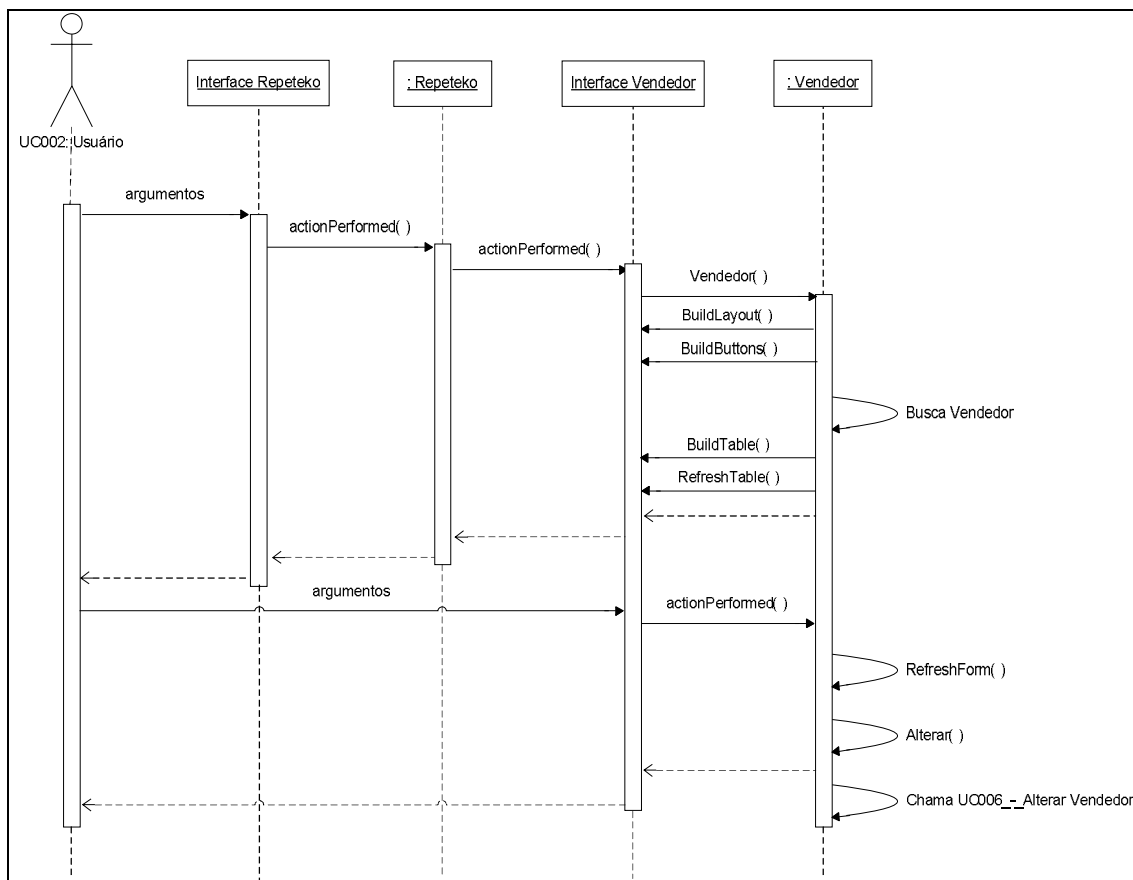 Interface Repeteko
: Repeteko
Interface Vendedor
: Vendedor
UC002: Usuário
argumentos
actionPerformed( )
actionPerformed( )
Vendedor( )
BuildLayout( )
BuildButtons( )
Busca Vendedor
BuildTable( )
RefreshTable( )
argumentos
actionPerformed( )
RefreshForm( )
Alterar( )
Chama UC006_-_Alterar Vendedor